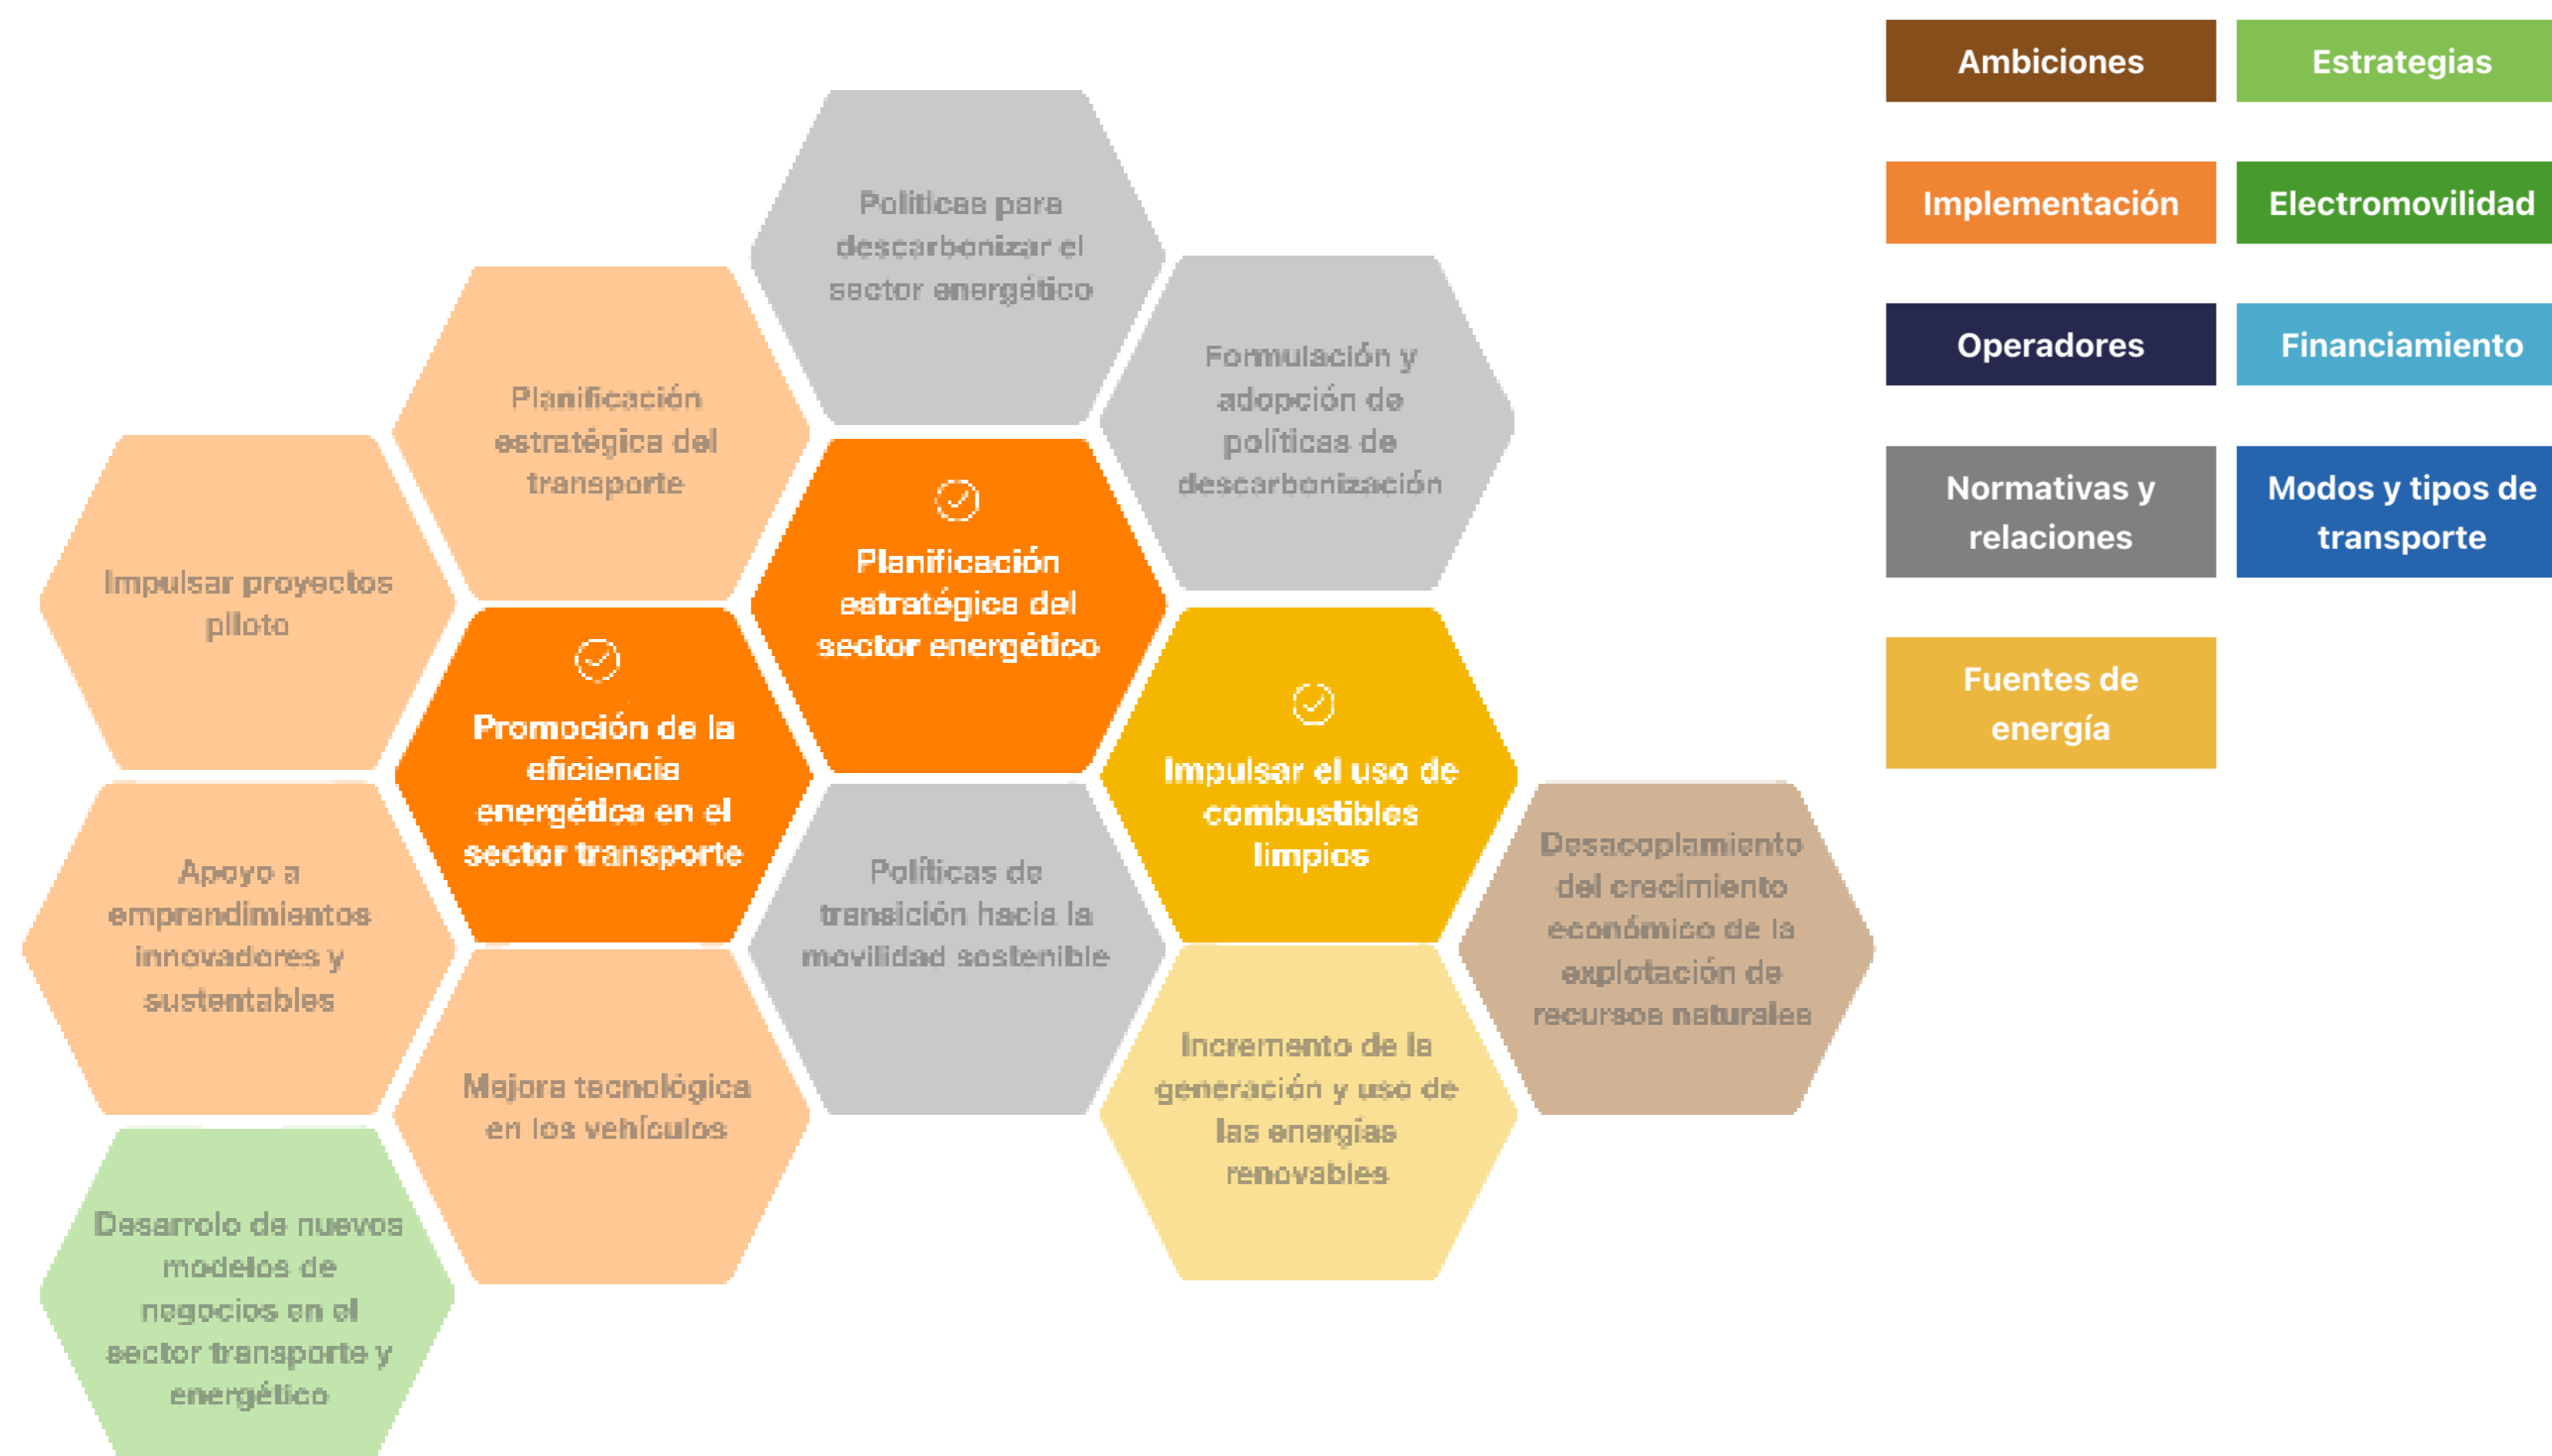 Políticas para
descarbonizar el
sector energético
Formulación y
adopción de
políticas de
descarbonización
Planificación
estratégica del
transporte
Planificación
estratégica del
sector energético
Impulsar proyectos
piloto
Promoción de la
eficiencia
energética en el
sector transporte
Impulsar el uso de
combustibles
limpios
Apoyo a
emprendimientos
innovadores y
sustentables
Políticas de
transición hacia la
movilidad sostenible
Desacoplamiento
del crecimiento
económico de la
explotación de
recursos naturales
Mejora tecnológica
en los vehículos
Incremento de la
generación y uso de
las energías
renovables
Desarrolo de nuevos
modelos de
negocios en el
sector transporte y
energético
Ambiciones
Estrategias
Implementación
Electromovilidad
Operadores
Financiamiento
Normativas y
relaciones
Modos y tipos de
transporte
Fuentes de
energía